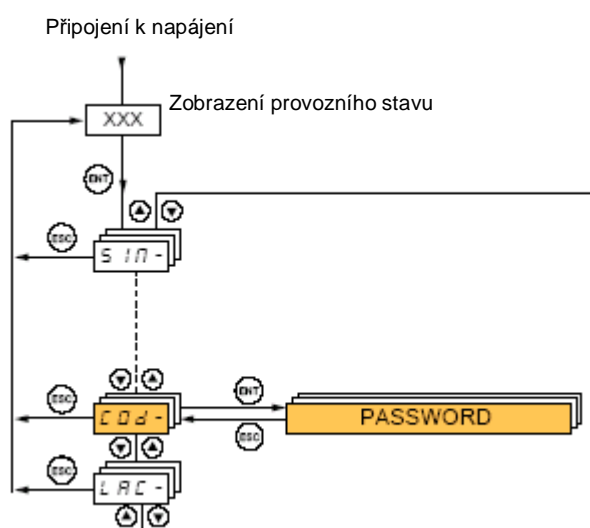 Připojení k napájení
XXX
Zobrazení provozního stavu
ENT
ESC
SIM-
ESC
COd-
ENT
ESC
PASSWORD
ESC
LAC-